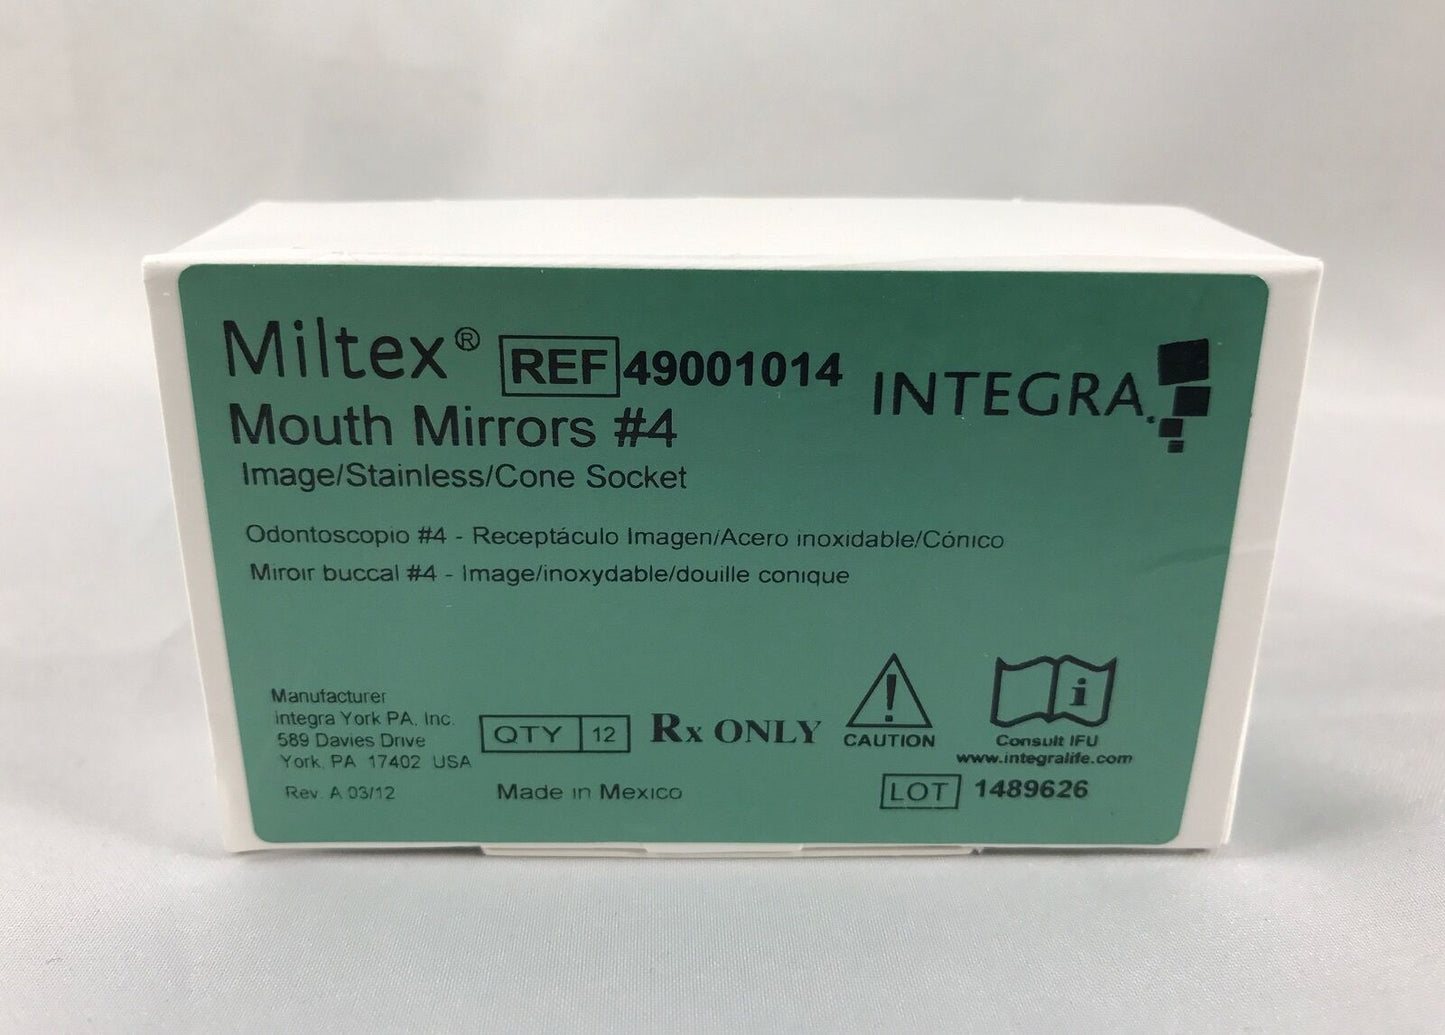 Miltex® REF 49001014
INTEGRA.
Mouth Mirrors #4
Image/Stainless/Cone Socket
Odontoscopio #4 - Receptáculo Imagen/Acero inoxidable/Cónico
Miroir buccal #4 - Image/inoxydable/douille conique
Manufacturer
integra York PA, Inc.
589 Davies Drive
York, PA 17402 USA
Rev. A 03/12
QTY 12
Rx ONLY
Made in Mexico
CAUTION
i
Consult IFU
www.integralife.com
LOT 1489626